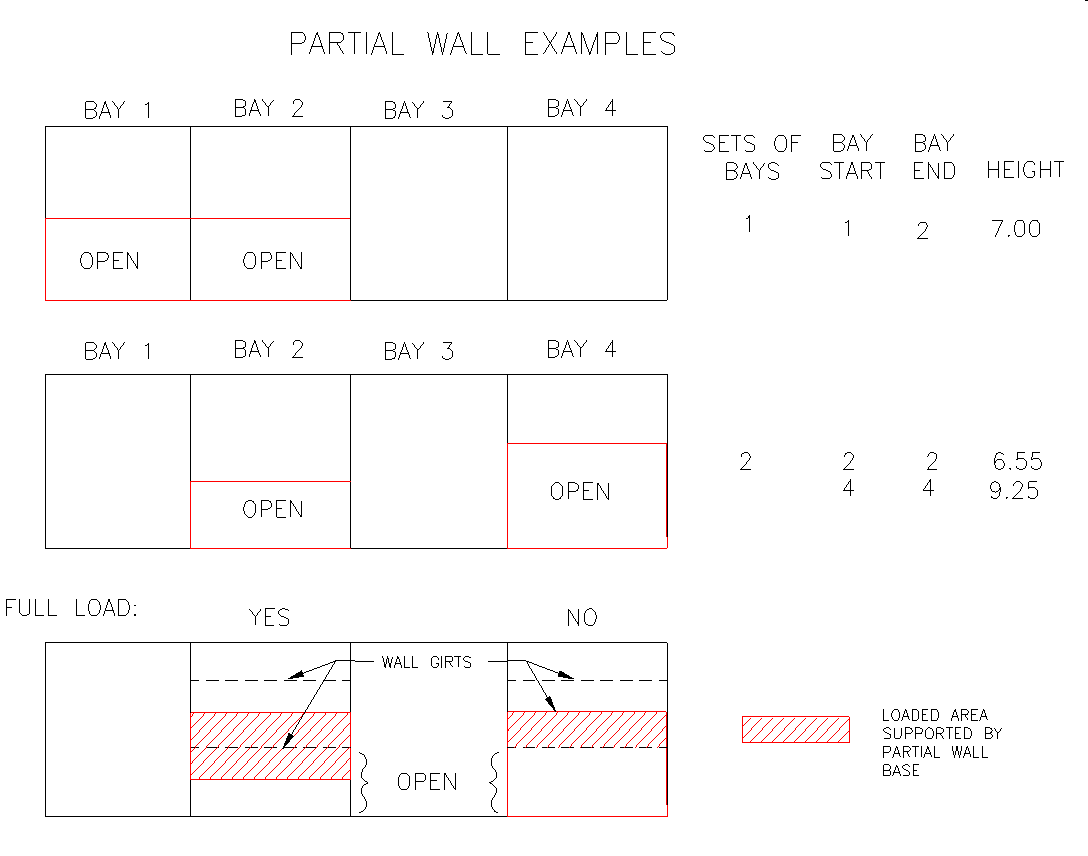 PARTIAL WALL EXAMPLES
BAY 1 BAY 2 BAY 3 BAY 4
SETS OF BAY BAY
BAYS START END HEIGHT
1 1 2 7.00
OPEN OPEN
BAY 1 BAY 2 BAY 3 BAY 4
2 2 2 6.55
4 4 9.25
OPEN OPEN
FULL LOAD: YES NO
WALL GIRTS
LOADED AREA
SUPPORTED BY
PARTIAL WALL
BASE
OPEN